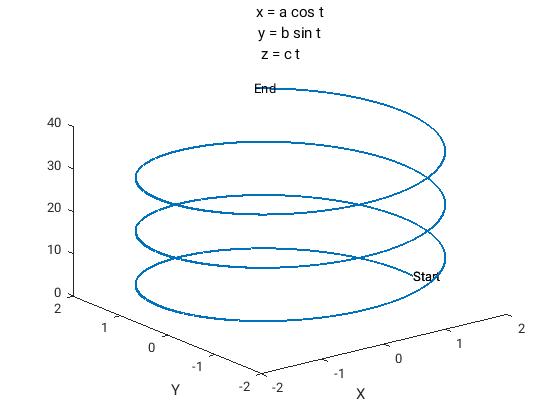 x = a cos t
y = b sin t
z = c t
End
40
30
20
10
0
Start
2
1
0
-1
-2
Y
-2
-1
0
1
2
X